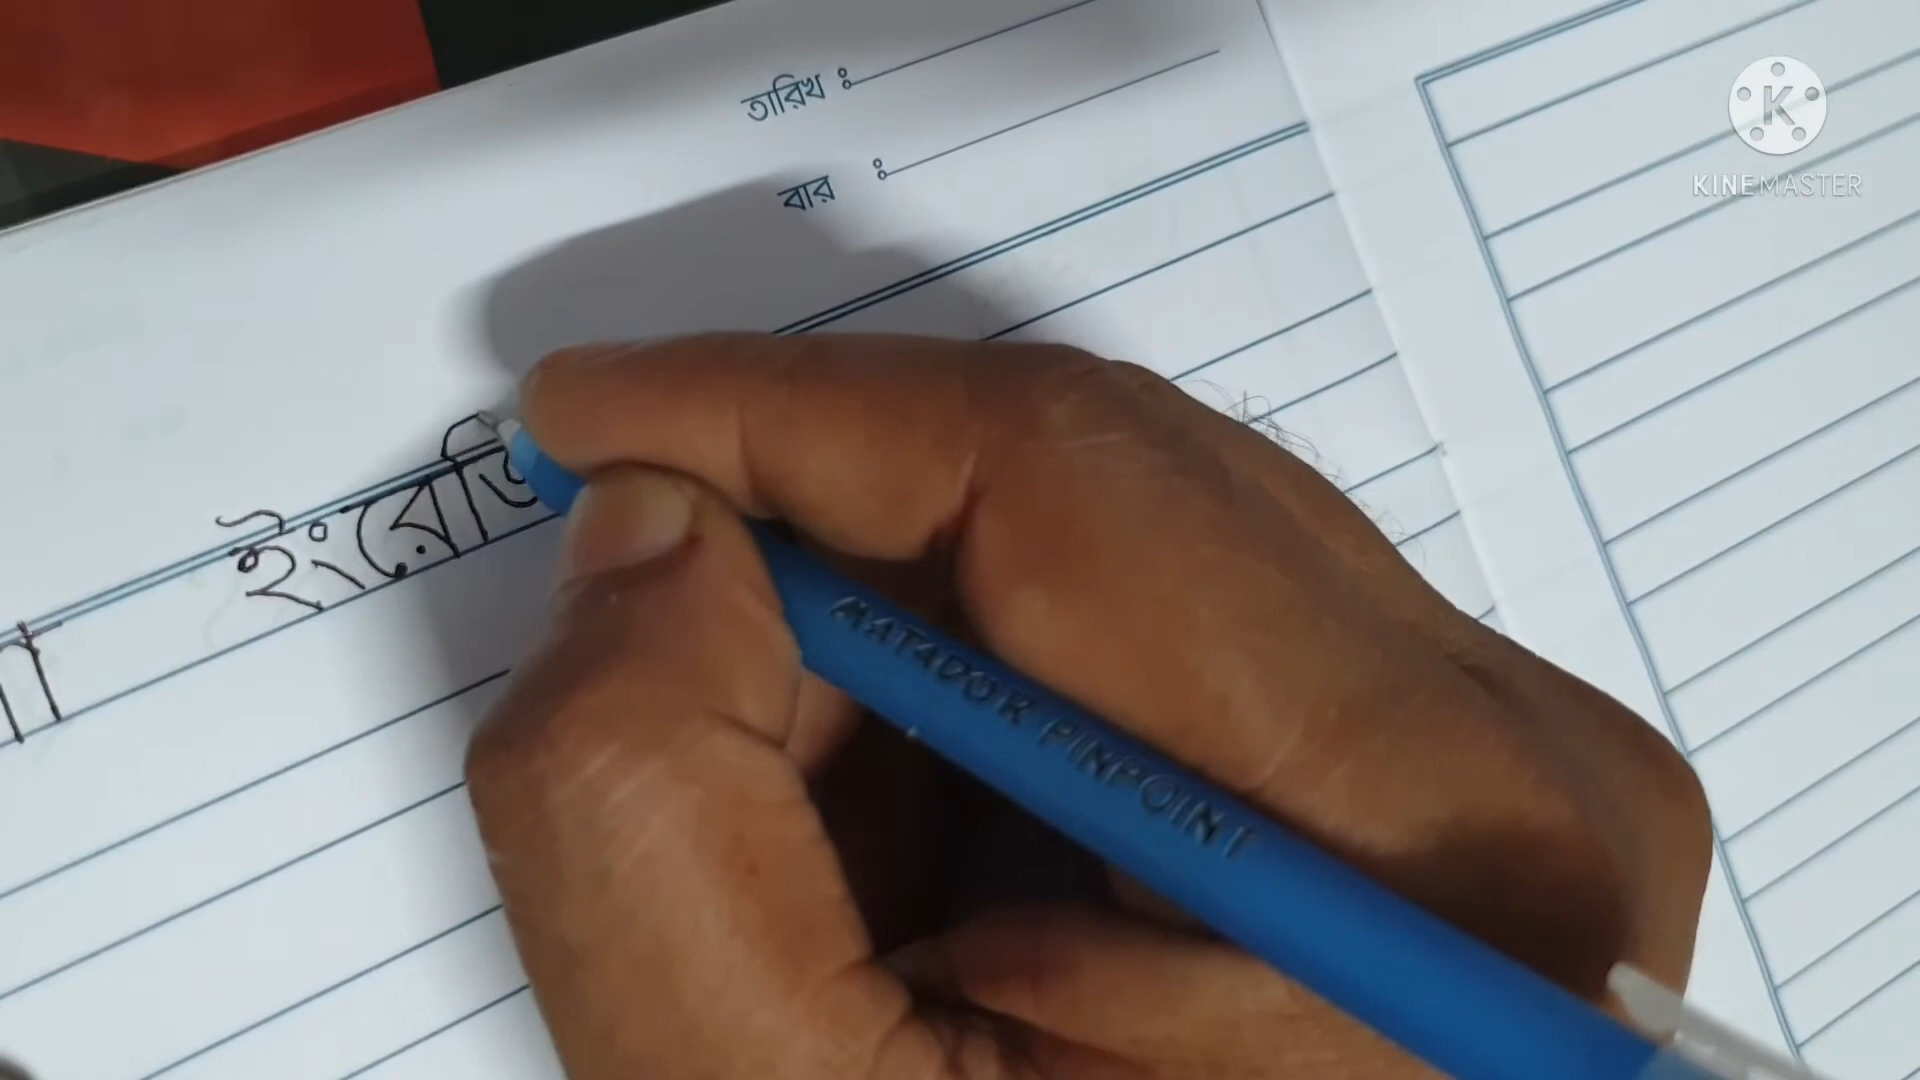 তারিখ ঃ
বার ঃ
KINEMASTER
ইংরেজি
MATADOR PINPOINT